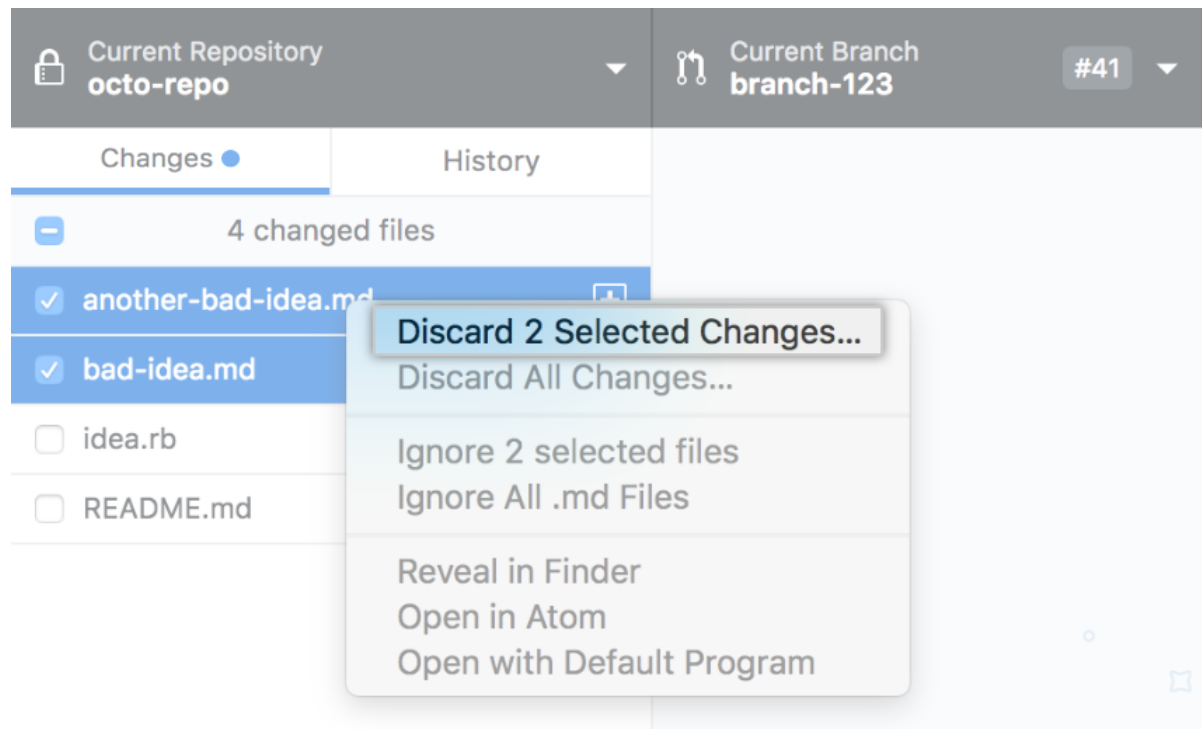 Current Repository
octo-repo
Current Branch
branch-123
#41
Changes
History
4 changed files
another-bad-idea.md
bad-idea.md
idea.rb
README.md
Discard 2 Selected Changes...
Discard All Changes...
Ignore 2 selected files
Ignore All .md Files
Reveal in Finder
Open in Atom
Open with Default Program